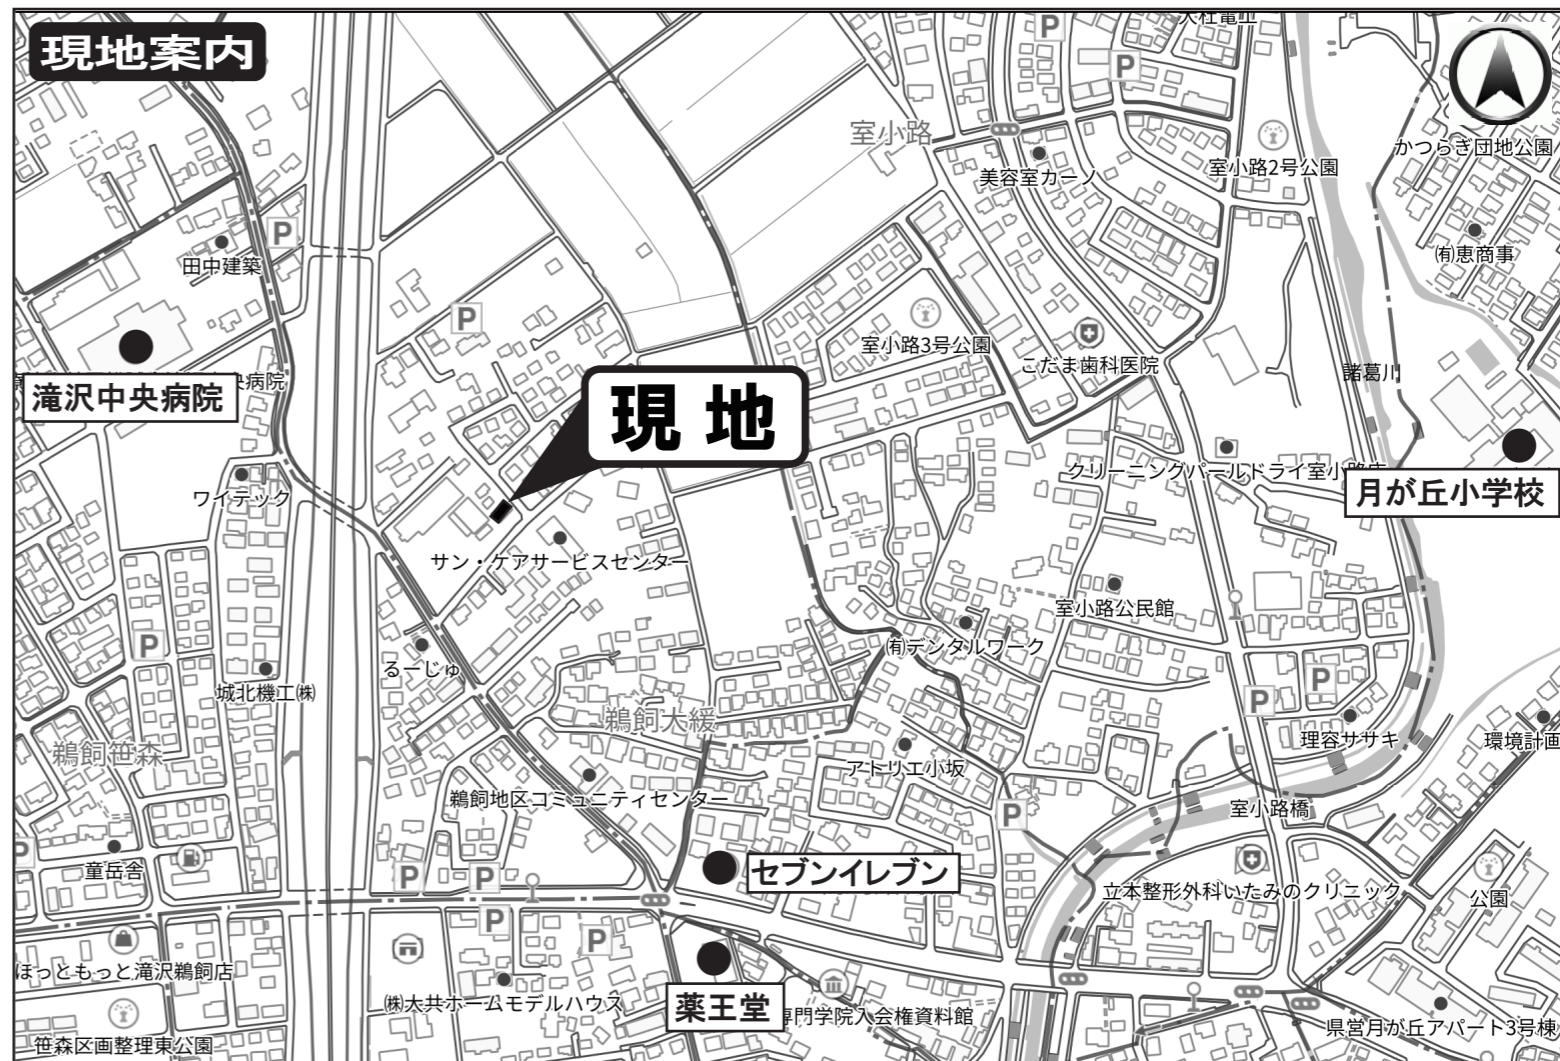 現地案内
大社電工
P
P
室小路
かつらぎ団地公園
美容室カーノ
室小路2号公園
P
田中建築
㈲恵商事
P
室小路3号公園
こだま歯科医院
諸葛川
病院
滝沢中央病院
現地
クリーニングパールドライ室小路店
月が丘小学校
ワイテック
サン・ケアサービスセンター
室小路公民館
P
㈲デンタルワーク
るーじゅ
城北機工㈱
P
P
鵜飼大緩
鵜飼笹森
理容ササキ
環境計画
アトリエ小坂
鵜飼地区コミュニティセンター
P
室小路橋
P
童岳舎
セブンイレブン
P
P
立本整形外科いたみのクリニック
公園
P
P
ほっともっと滝沢鵜飼店
㈱大共ホームモデルハウス
薬王堂
専門学院入会権資料館
県営月が丘アパート3号棟
笹森区画整理東公園